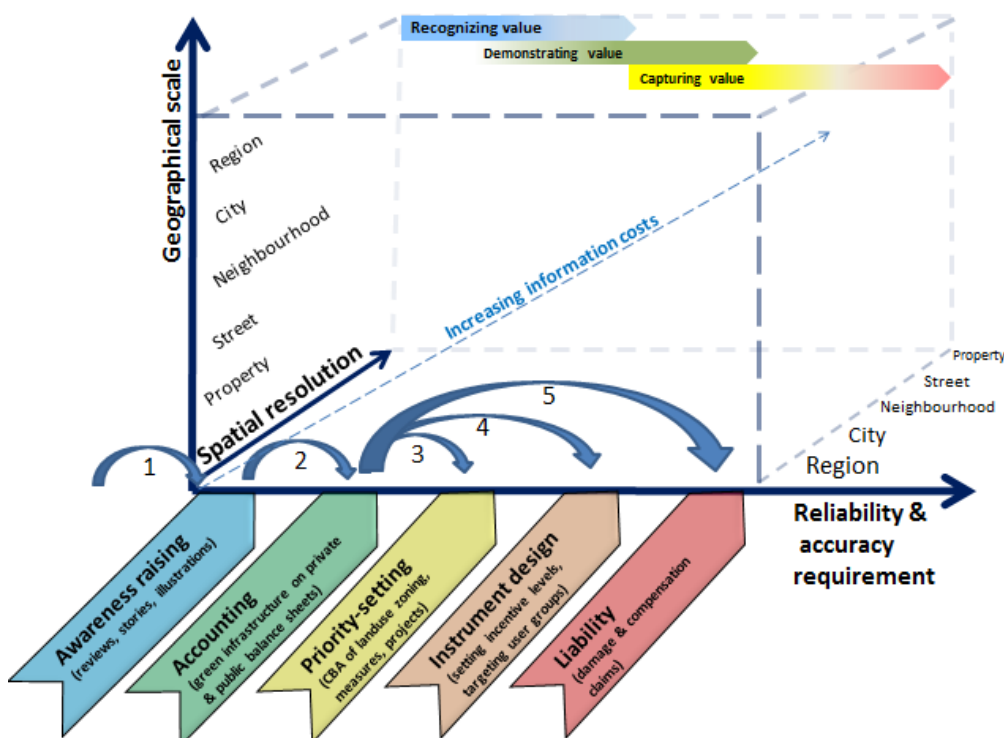 Recognizing value
Demonstrating value
Capturing value
Geographical scale
Region
City
Neighbourhood
Street
Property
Spatial resolution
Increasing information costs
Property
Street
Neighbourhood
City
Region
1
2
3
4
5
Reliability &
accuracy
requirement
Awareness raising
(reviews, stories, illustrations)
Accounting
(green infrastructure on private
& public balance sheets)
Priority-setting
(CBA of landuse zoning,
measures, projects)
Instrument design
(setting incentive levels,
targeting user groups)
Liability
(damage & compensation
claims)